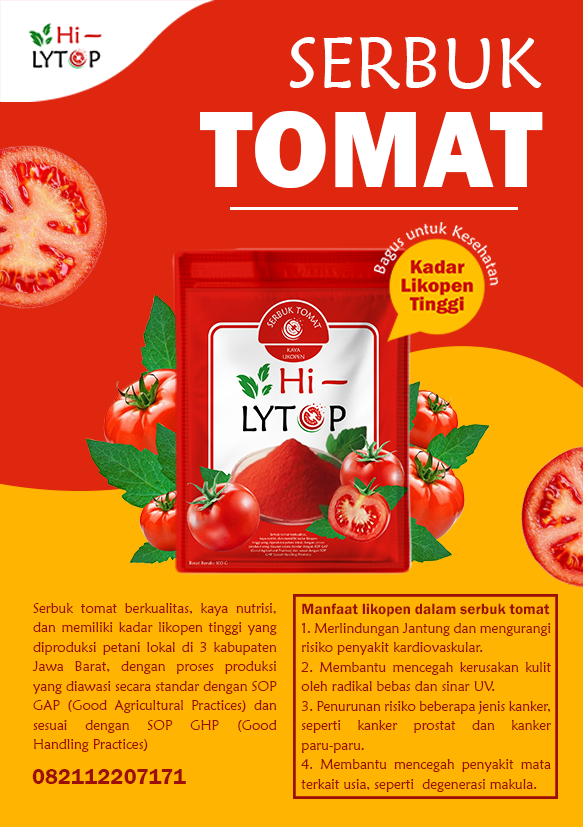 Hi –
LYTOP
SERBUK
TOMAT
Bagus untuk Kesehatan
Kadar
Likopen
Tinggi
SERBUK TOMAT
KAYA
LIKOPEN
Hi –
LYTOP
Serbuk tomat berkualitas, kaya nutrisi,
dan memiliki kadar likopen tinggi yang
diproduksi petani lokal di 3 kabupaten
Jawa Barat, dengan proses produksi
yang diawasi secara standar dengan SOP
GAP (Good Agricultural Practices) dan
sesuai dengan SOP GHP (Good
Handling Practices)
082112207171
Manfaat likopen dalam serbuk tomat
1. Merlindungan Jantung dan mengurangi
risiko penyakit kardiovaskular.
2. Membantu mencegah kerusakan kulit
oleh radikal bebas dan sinar UV.
3. Penurunan risiko beberapa jenis kanker,
seperti kanker prostat dan kanker
paru-paru.
4. Membantu mencegah penyakit mata
terkait usia, seperti degenerasi makula.